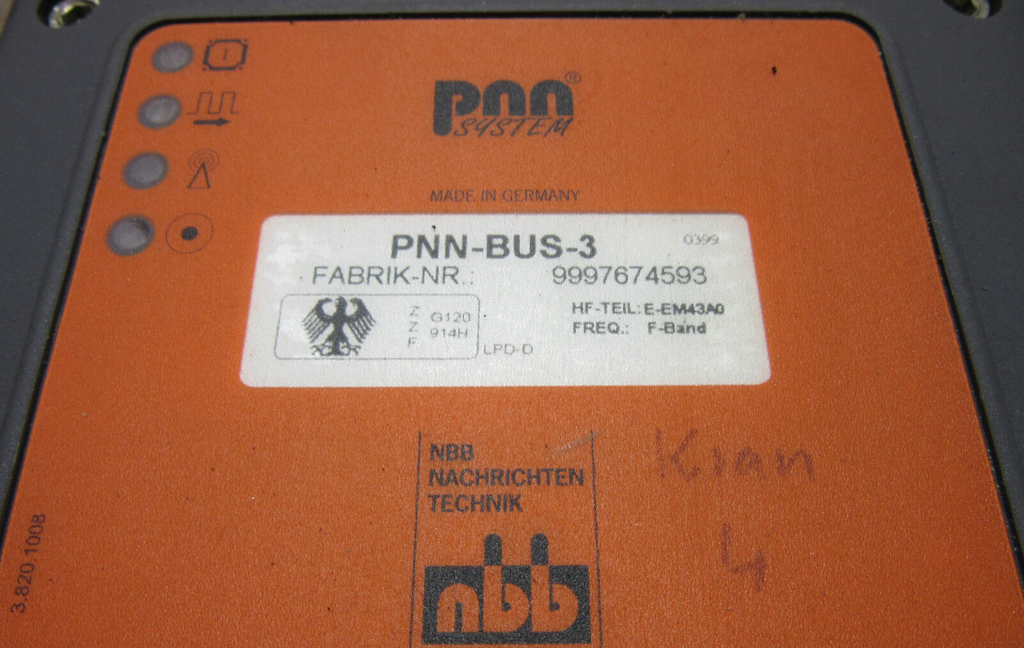 pnn®
SYSTEM
MADE IN GERMANY
PNN-BUS-3
0399
FABRIK-NR.: 9997674593
HF-TEIL: E-EM43A0
FREQ.: F-Band
Z
Z
F
G120
914H
LPD-D
NBB
NACHRICHTEN
TECHNIK
nbb
Kran
4
3.820.1008